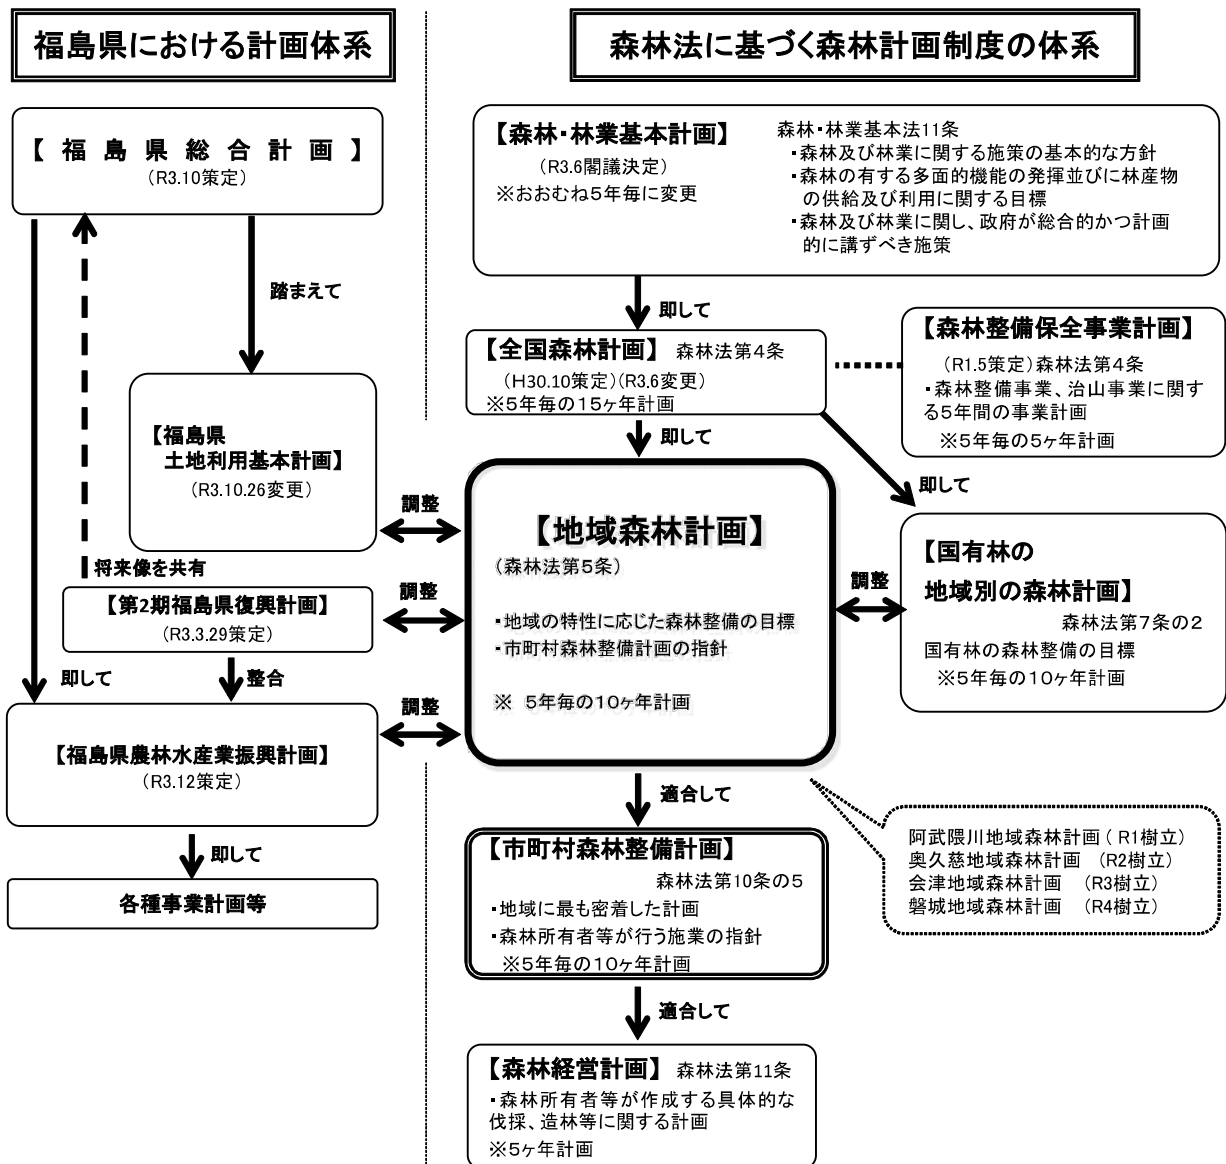 福島県における計画体系
【 福 島 県 総 合 計 画 】
(R3.10策定)
踏まえて
【福島県
土地利用基本計画】
(R3.10.26変更)
将来像を共有
【第2期福島県復興計画】
(R3.3.29策定)
即して
整合
【福島県農林水産業振興計画】
(R3.12策定)
即して
各種事業計画等
調整
調整
調整
森林法に基づく森林計画制度の体系
【森林・林業基本計画】
(R3.6閣議決定)
※おおむね5年毎に変更
森林・林業基本法11条
・森林及び林業に関する施策の基本的な方針
・森林の有する多面的機能の発揮並びに林産物
の供給及び利用に関する目標
・森林及び林業に関し、政府が総合的かつ計画
的に講ずべき施策
即して
【全国森林計画】 森林法第4条
(H30.10策定)(R3.6変更)
※5年毎の15ヶ年計画
【森林整備保全事業計画】
(R1.5策定)森林法第4条
・森林整備事業、治山事業に関す
る5年間の事業計画
※5年毎の5ヶ年計画
即して
即して
【地域森林計画】
(森林法第5条)
・地域の特性に応じた森林整備の目標
・市町村森林整備計画の指針
※ 5年毎の10ヶ年計画
調整
【国有林の
地域別の森林計画】
森林法第7条の2
国有林の森林整備の目標
※5年毎の10ヶ年計画
適合して
【市町村森林整備計画】
森林法第10条の5
・地域に最も密着した計画
・森林所有者等が行う施業の指針
※5年毎の10ヶ年計画
阿武隈川地域森林計画 ( R1樹立)
奥久慈地域森林計画 (R2樹立)
会津地域森林計画 (R3樹立)
磐城地域森林計画 (R4樹立)
適合して
【森林経営計画】 森林法第11条
・森林所有者等が作成する具体的な
伐採、造林等に関する計画
※5ヶ年計画